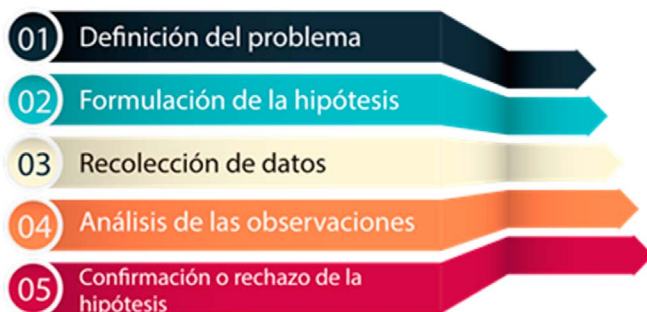 01 Definición del problema
02 Formulación de la hipótesis
03 Recolección de datos
04 Análisis de las observaciones
05 Confirmación o rechazo de la
hipótesis